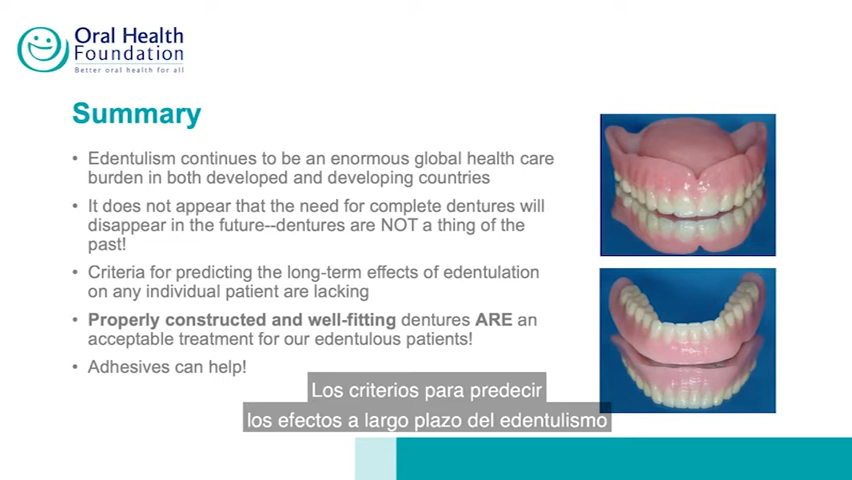 Oral Health
Foundation
Better oral health for all
Summary
• Edentulism continues to be an enormous global health care
burden in both developed and developing countries
• It does not appear that the need for complete dentures will
disappear in the future--dentures are NOT a thing of the
past!
• Criteria for predicting the long-term effects of edentulation
on any individual patient are lacking
• Properly constructed and well-fitting dentures ARE an
acceptable treatment for our edentulous patients!
• Adhesives can help!
Los criterios para predecir
los efectos a largo plazo del edentulismo